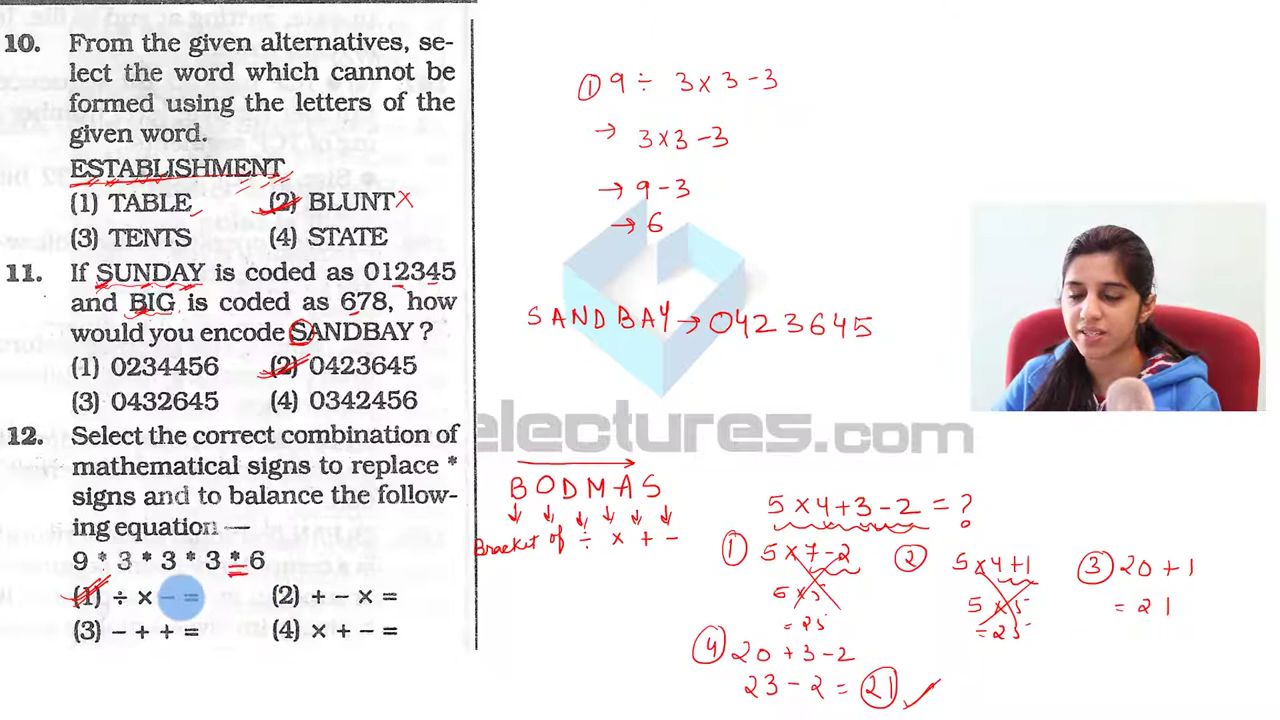 10. From the given alternatives, se-
lect the word which cannot be
formed using the letters of the
given word.
ESTABLISHMENT
(1) TABLE (2) BLUNT x
(3) TENTS (4) STATE
11. If SUNDAY is coded as 012345
and BIG is coded as 678, how
would you encode SANDBAY ?
(1) 0234456 (2) 0423645
(3) 0432645 (4) 0342456
12. Select the correct combination of
mathematical signs to replace *
signs and to balance the follow-
ing equation —
9 * 3 * 3 * 3 * 6
(1) ÷ × − = (2) + − × =
(3) − + + = (4) × + − =
① 9 ÷ 3 × 3 - 3
→ 3 × 3 - 3
→ 9 - 3
→ 6
SANDBAY → 0423645
electures.com
B O D M A S
↓ ↓ ↓ ↓ ↓ ↓
Bracket of ÷ × + −
5 × 4 + 3 − 2 = ?
① 5 × 7 - 2
5 × 5
= 25
② 5 × 4 + 1
5 × 5
= 25
③ 20 + 1
= 21
④ 20 + 3 − 2
23 − 2 = 21 ✓